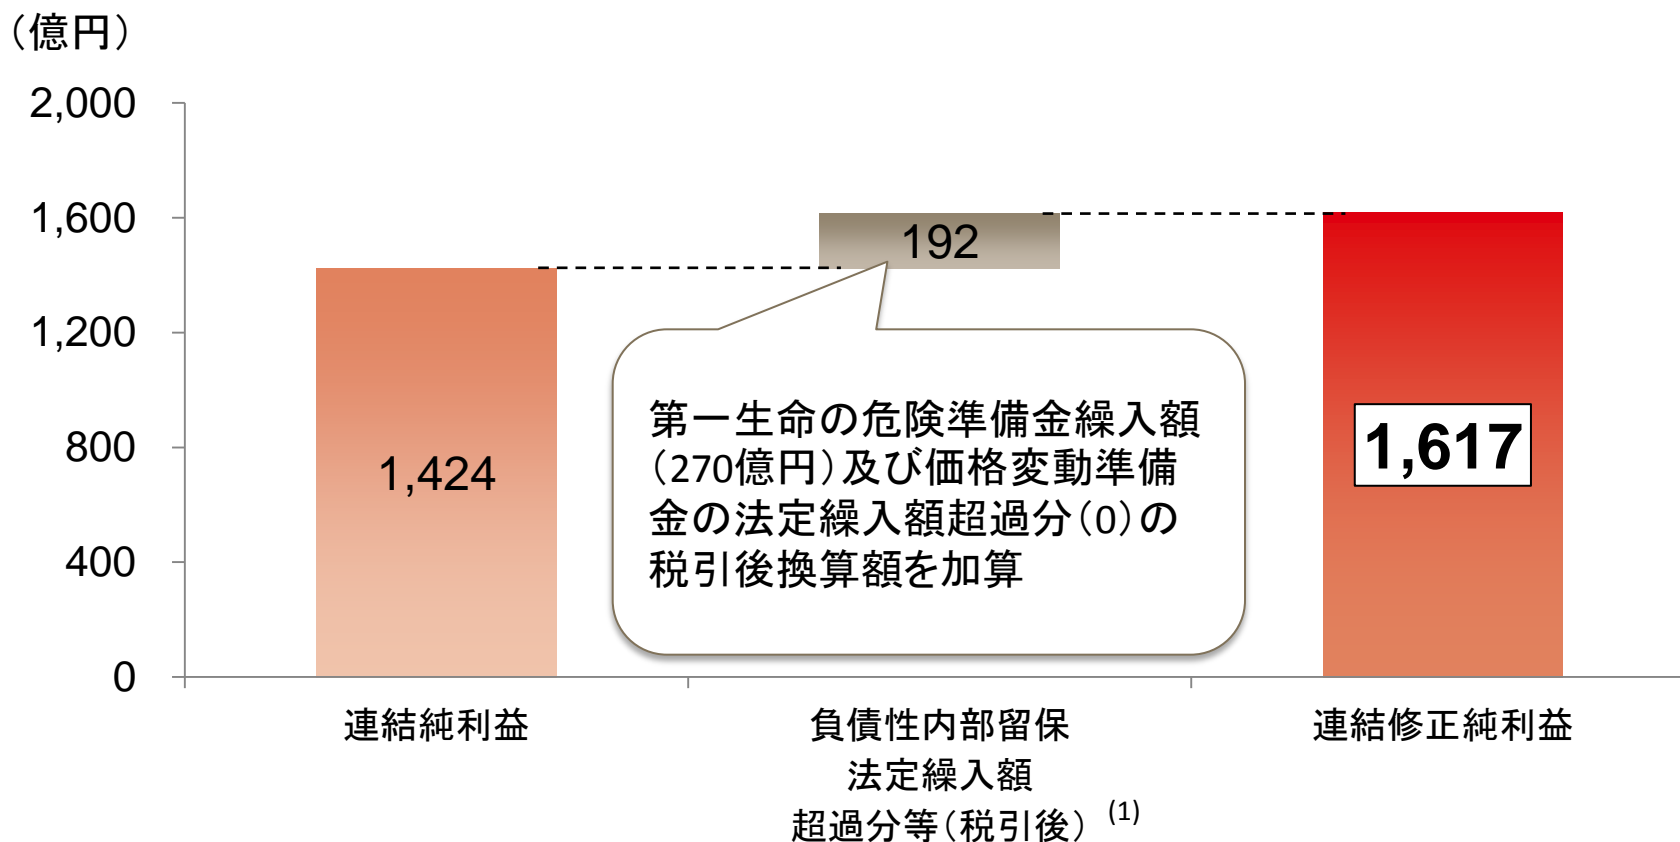 （億円）
2,000
1,600
1,200
800
400
0
1,424
192
1,617
第一生命の危険準備金繰入額
（270億円）及び価格変動準備
金の法定繰入額超過分（0）の
税引後換算額を加算
連結純利益
負債性内部留保
法定繰入額
超過分等（税引後） (1)
連結修正純利益